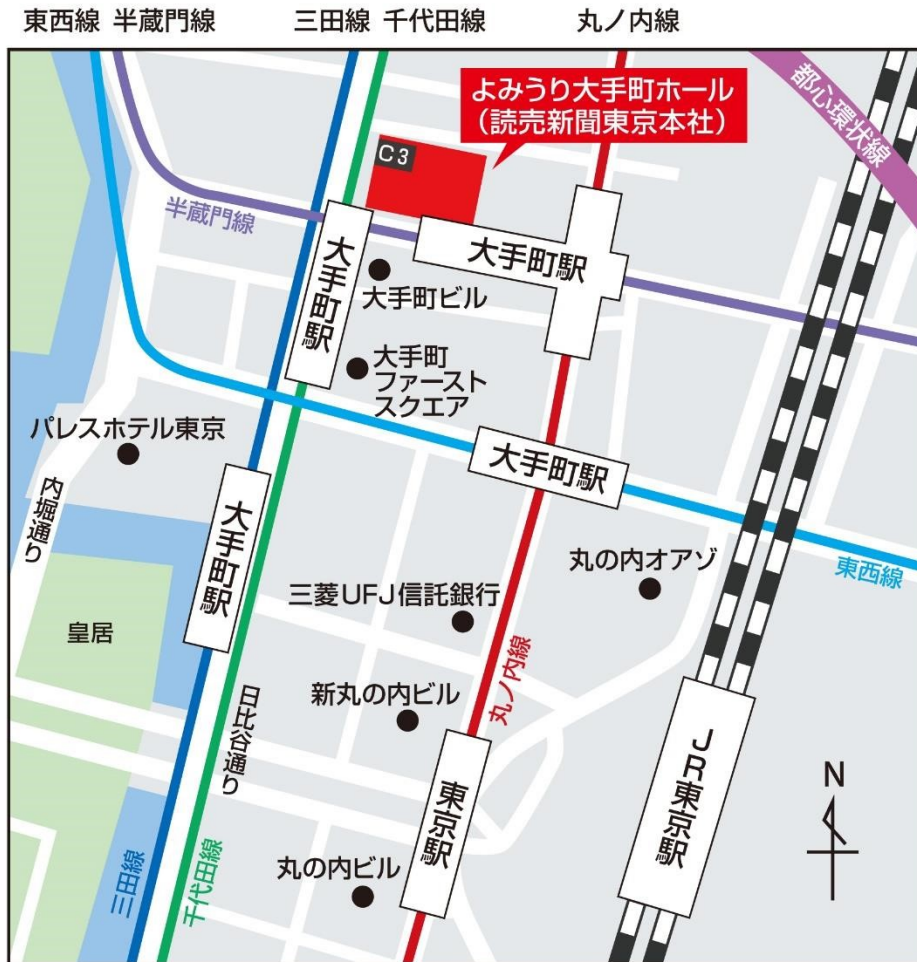 東西線 半蔵門線 三田線 千代田線 丸ノ内線
よみうり大手町ホール
(読売新聞東京本社)
都心環状線
C3
半蔵門線
大手町駅
大手町駅
大手町ビル
大手町
ファースト
スクエア
パレスホテル東京
大手町駅
内堀通り
大手町駅
丸の内オアゾ
東西線
三菱UFJ信託銀行
皇居
丸ノ内線
新丸の内ビル
日比谷通り
JR東京駅
東京駅
N
丸の内ビル
三田線
千代田線